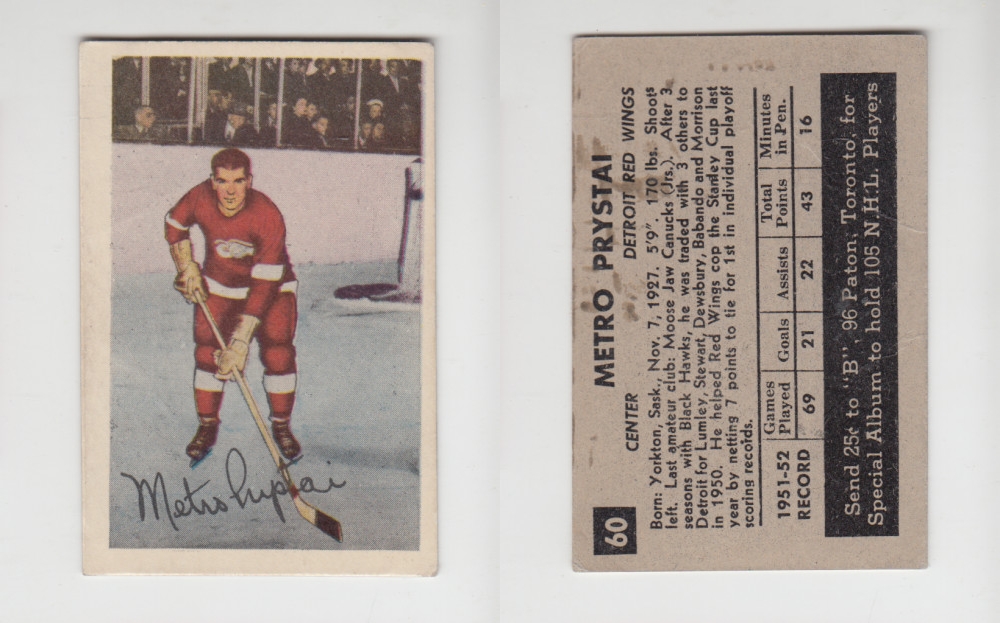 Metro Prystai
60
CENTER
METRO PRYSTAI
DETROIT RED WINGS
Born: Yorkton, Sask., Nov. 7, 1927. 5'9". 170 lbs. Shoots
left. Last amateur club: Moose Jaw Canucks (Jrs.). After 3
seasons with Black Hawks, he was traded with 3 others to
Detroit for Lumley, Stewart, Dewsbury, Babando and Morrison
in 1950. He helped Red Wings cop the Stanley Cup last
year by netting 7 points to tie for 1st in individual playoff
scoring records.
1951-52 RECORD
Games Played Goals Assists Total Points Minutes in Pen.
69 21 22 43 16
Send 25¢ to "B", 96 Paton, Toronto, for
Special Album to hold 105 N.H.L. Players